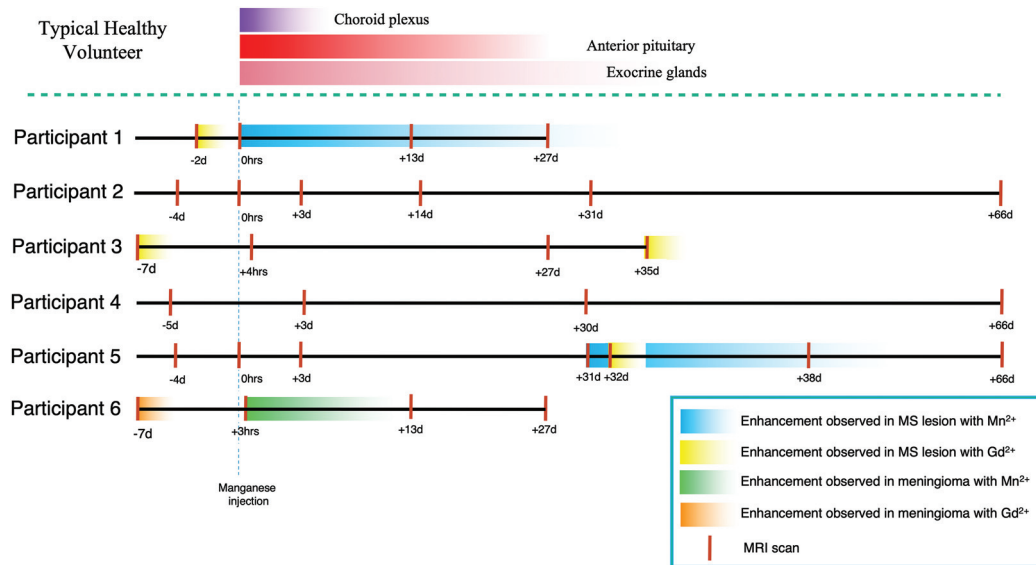 Typical Healthy
Volunteer
Choroid plexus
Anterior pituitary
Exocrine glands
Participant 1
-2d
0hrs
+13d
+27d
Participant 2
-4d
0hrs
+3d
+14d
+31d
+66d
Participant 3
-7d
+4hrs
+27d
+35d
Participant 4
-5d
+3d
+30d
+66d
Participant 5
-4d
0hrs
+3d
+31d
+32d
+38d
+66d
Participant 6
-7d
+3hrs
+13d
+27d
Manganese
injection
Enhancement observed in MS lesion with Mn²⁺
Enhancement observed in MS lesion with Gd²⁺
Enhancement observed in meningioma with Mn²⁺
Enhancement observed in meningioma with Gd²⁺
MRI scan